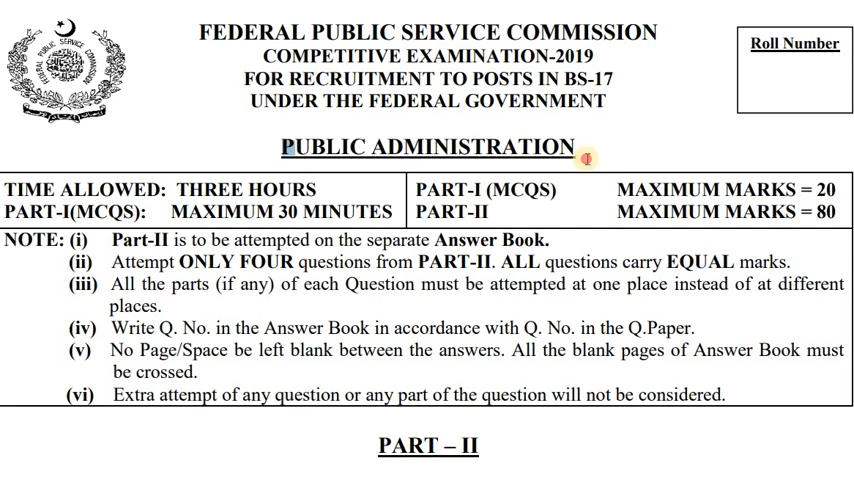 FEDERAL PUBLIC SERVICE COMMISSION
COMPETITIVE EXAMINATION-2019
FOR RECRUITMENT TO POSTS IN BS-17
UNDER THE FEDERAL GOVERNMENT
Roll Number
FEDERAL PUBLIC SERVICE COMMISSION
PUBLIC ADMINISTRATION
TIME ALLOWED: THREE HOURS
PART-I(MCQS): MAXIMUM 30 MINUTES
PART-I (MCQS) MAXIMUM MARKS = 20
PART-II MAXIMUM MARKS = 80
NOTE: (i) Part-II is to be attempted on the separate Answer Book.
(ii) Attempt ONLY FOUR questions from PART-II. ALL questions carry EQUAL marks.
(iii) All the parts (if any) of each Question must be attempted at one place instead of at different
places.
(iv) Write Q. No. in the Answer Book in accordance with Q. No. in the Q.Paper.
(v) No Page/Space be left blank between the answers. All the blank pages of Answer Book must
be crossed.
(vi) Extra attempt of any question or any part of the question will not be considered.
PART – II